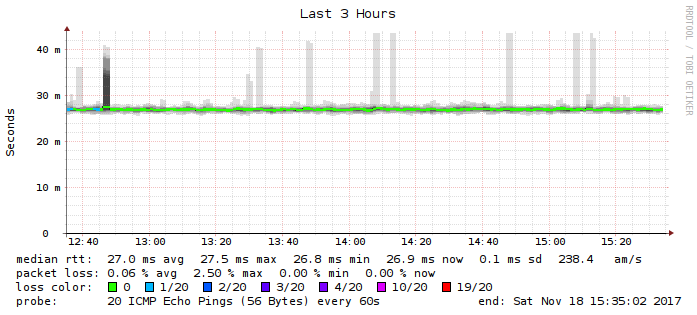 Last 3 Hours
RRDTOOL / TOBI OETIKER
Seconds
40 m
30 m
20 m
10 m
0
12:40 13:00 13:20 13:40 14:00 14:20 14:40 15:00 15:20
median rtt: 27.0 ms avg 27.5 ms max 26.8 ms min 26.9 ms now 0.1 ms sd 238.4 am/s
packet loss: 0.06 % avg 2.50 % max 0.00 % min 0.00 % now
loss color: 0 1/20 2/20 3/20 4/20 10/20 19/20
probe: 20 ICMP Echo Pings (56 Bytes) every 60s end: Sat Nov 18 15:35:02 2017